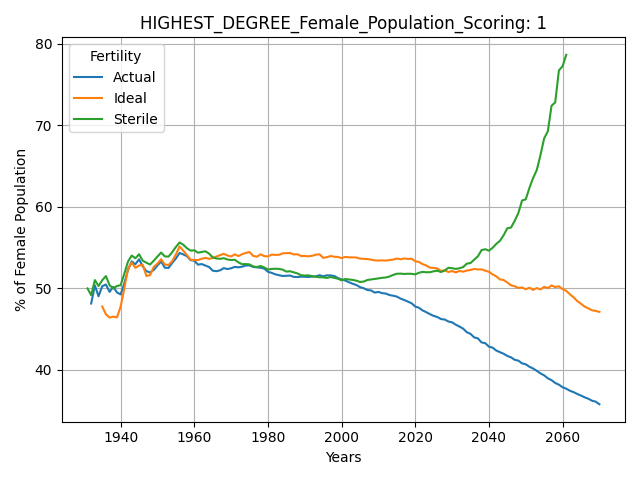 HIGHEST_DEGREE_Female_Population_Scoring: 1
Fertility
Actual
Ideal
Sterile
% of Female Population
80
70
60
50
40
1940 1960 1980 2000 2020 2040 2060
Years